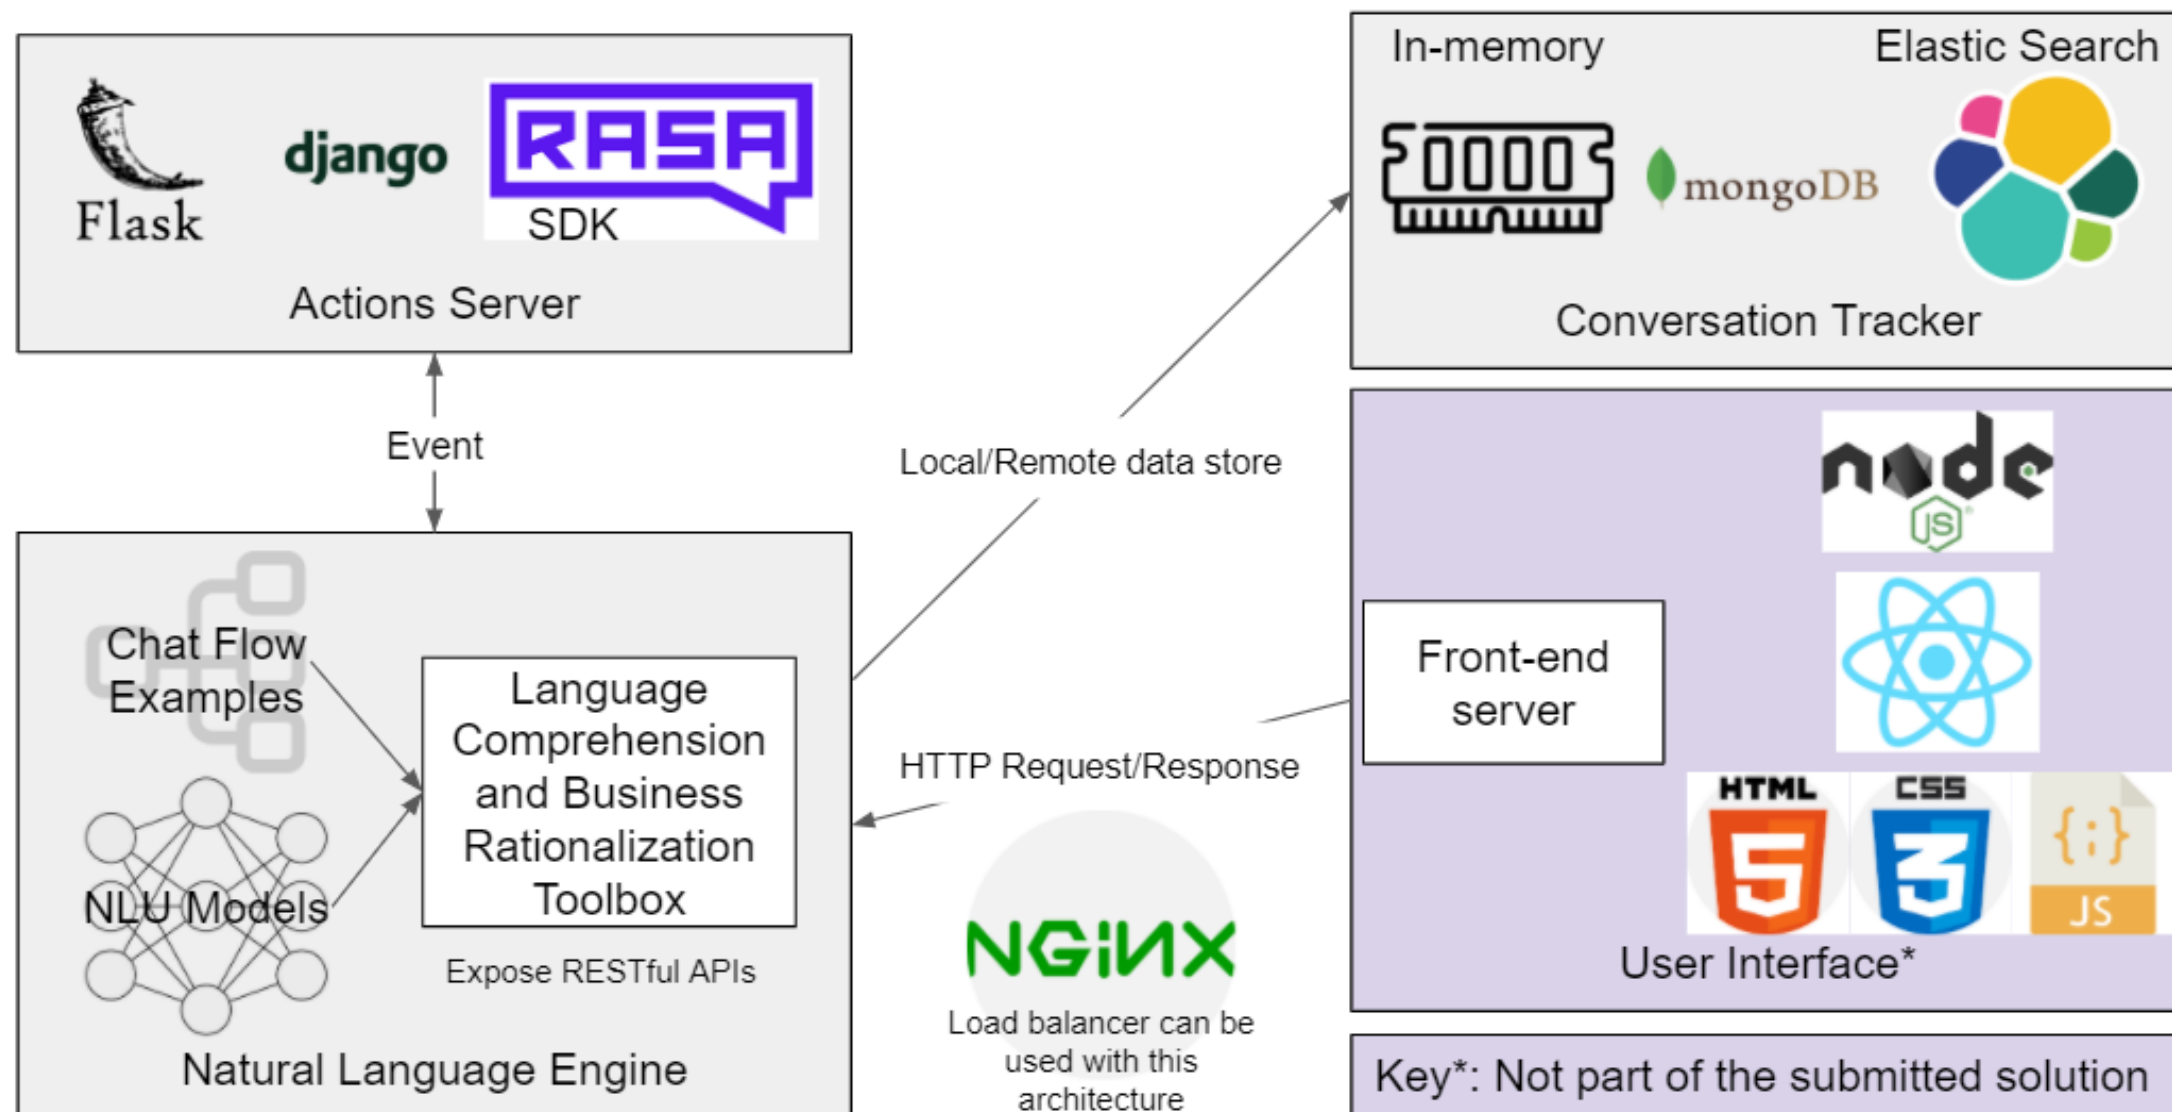 Flask
django
RASA
SDK
Actions Server
In-memory
Elastic Search
mongoDB
Conversation Tracker
Event
Local/Remote data store
Chat Flow
Examples
NLU Models
Language
Comprehension
and Business
Rationalization
Toolbox
Expose RESTful APIs
Natural Language Engine
HTTP Request/Response
NGiNX
Load balancer can be
used with this
architecture
node
JS
Front-end
server
HTML
5
CSS
3
{;}
JS
User Interface*
Key*: Not part of the submitted solution